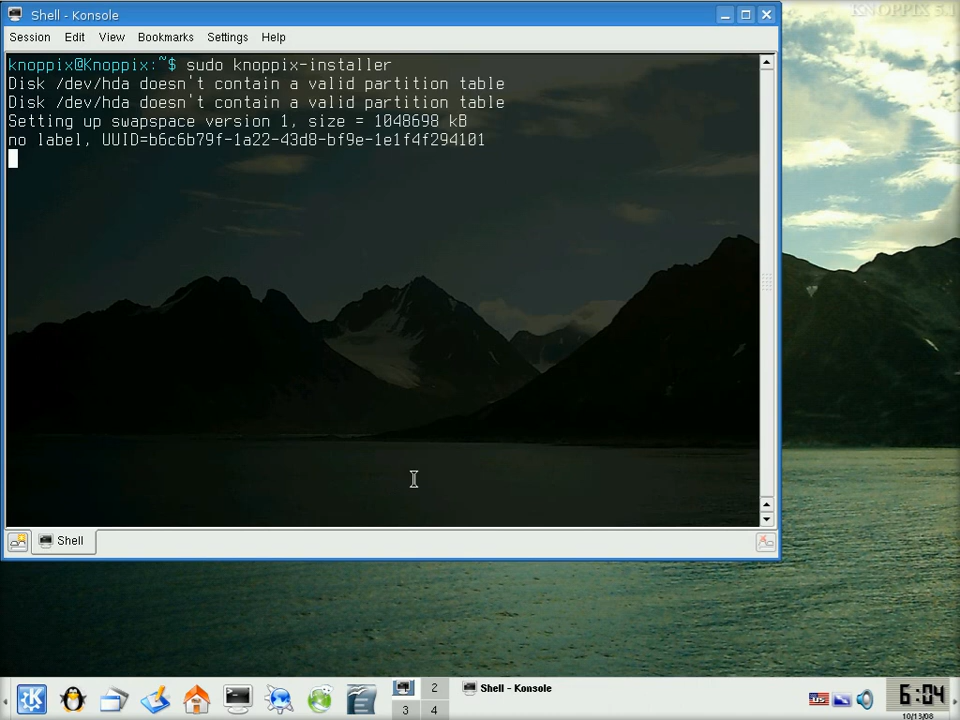 KNOPPIX 5.1
Shell - Konsole
Session Edit View Bookmarks Settings Help
knoppix@Knoppix:~$ sudo knoppix-installer
Disk /dev/hda doesn't contain a valid partition table
Disk /dev/hda doesn't contain a valid partition table
Setting up swapspace version 1, size = 1048698 kB
no label, UUID=b6c6b79f-1a22-43d8-bf9e-1e1f4f294101
Shell
2 Shell - Konsole
3 4
6:04
10/13/08